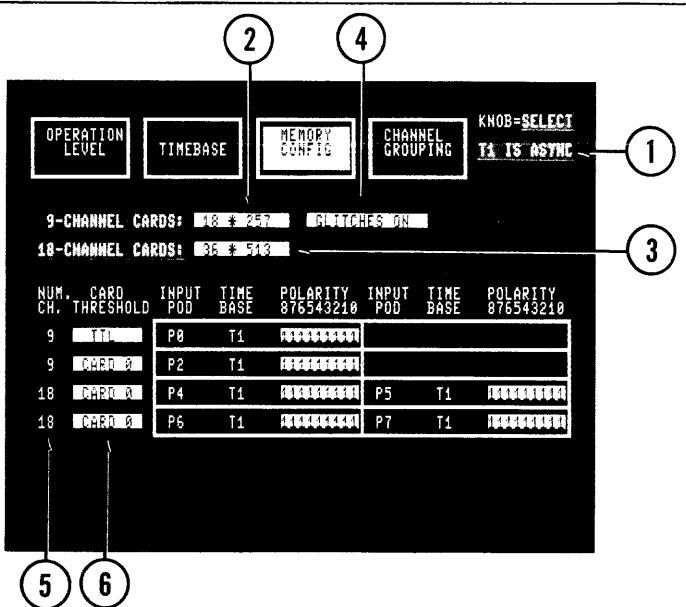 2 4
KNOB=SELECT
OPERATION LEVEL TIMEBASE MEMORY CONFIG CHANNEL GROUPING T1 IS ASYNC 1
9-CHANNEL CARDS: 18 * 257 GLITCHES ON
18-CHANNEL CARDS: 36 * 513 3
NUM. CARD INPUT TIME POLARITY INPUT TIME POLARITY
CH. THRESHOLD POD BASE 876543210 POD BASE 876543210
9 TTL P0 T1
9 CARD 0 P2 T1
18 CARD 0 P4 T1 P5 T1
18 CARD 0 P6 T1 P7 T1
5 6